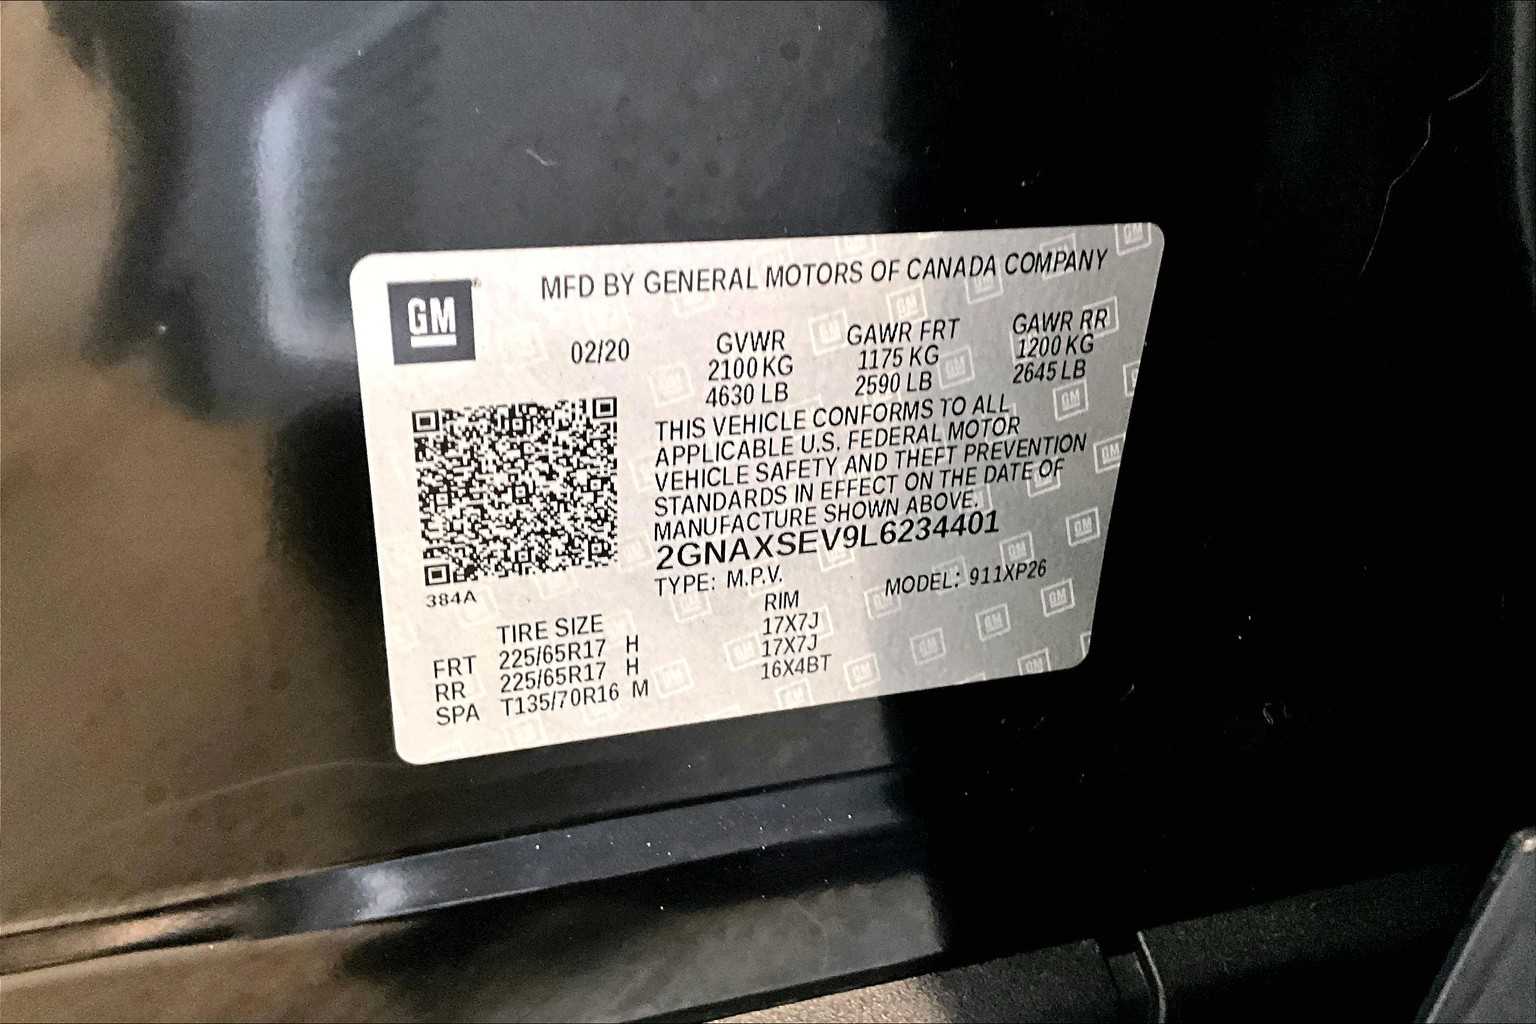 GM
MFD BY GENERAL MOTORS OF CANADA COMPANY
02/20
GVWR GAWR FRT GAWR RR
2100 KG 1175 KG 1200 KG
4630 LB 2590 LB 2645 LB
THIS VEHICLE CONFORMS TO ALL
APPLICABLE U.S. FEDERAL MOTOR
VEHICLE SAFETY AND THEFT PREVENTION
STANDARDS IN EFFECT ON THE DATE OF
MANUFACTURE SHOWN ABOVE.
2GNAXSEV9L6234401
TYPE: M.P.V. MODEL: 911XP26
384A
TIRE SIZE RIM
FRT 225/65R17 H 17X7J
RR 225/65R17 H 17X7J
SPA T135/70R16 M 16X4BT